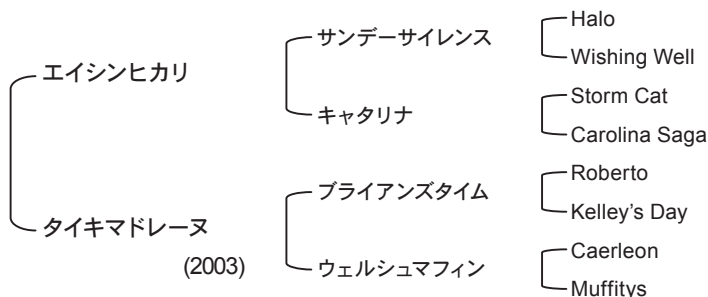 エイシンヒカリ
タイキマドレーヌ
(2003)
サンデーサイレンス
キャタリナ
ブライアンズタイム
ウェルシュマフィン
Halo
Wishing Well
Storm Cat
Carolina Saga
Roberto
Kelley’s Day
Caerleon
Muffitys